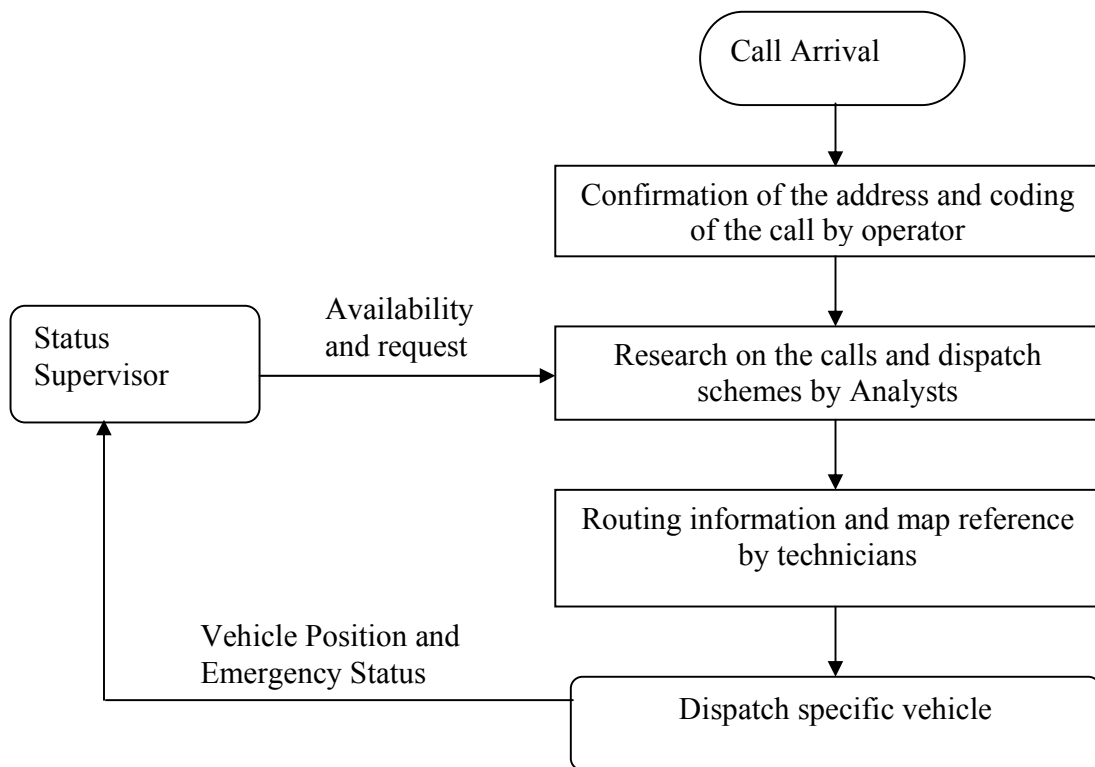 Call Arrival
Confirmation of the address and coding
of the call by operator
Availability
and request
Status
Supervisor
Research on the calls and dispatch
schemes by Analysts
Routing information and map reference
by technicians
Vehicle Position and
Emergency Status
Dispatch specific vehicle